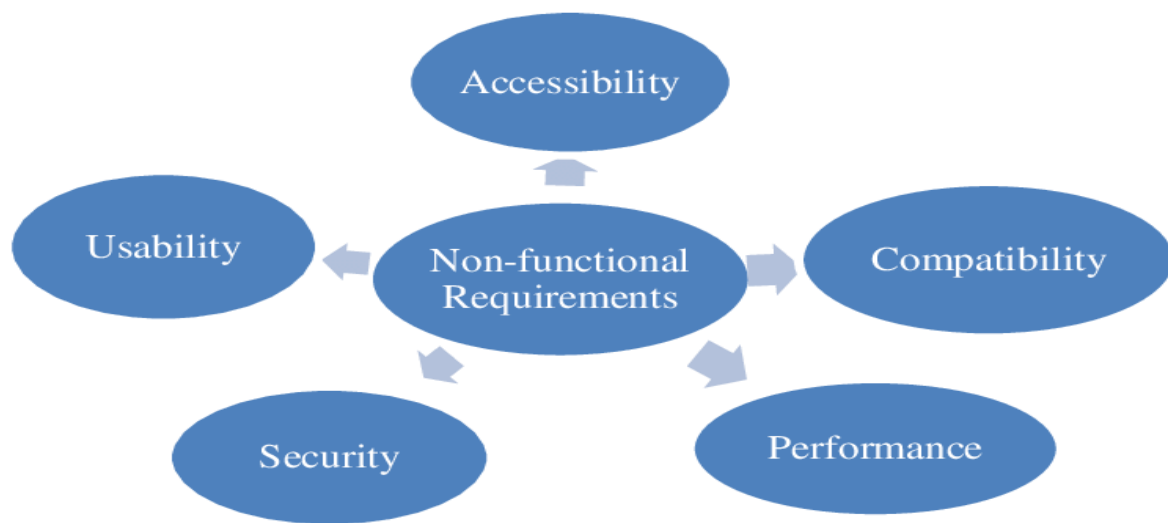 Accessibility
Usability
Non-functional
Requirements
Compatibility
Security
Performance